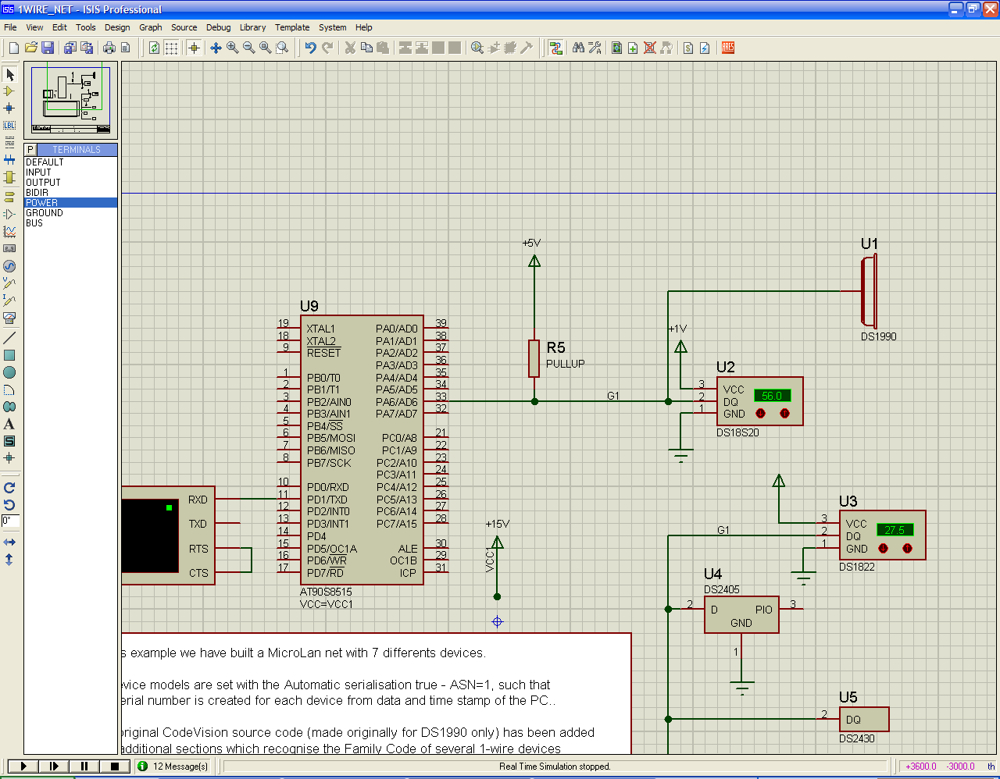 1WIRE_NET - ISIS Professional
File View Edit Tools Design Graph Source Debug Library Template System Help
LBL
A
S
0°
ARES
P TERMINALS
DEFAULT
INPUT
OUTPUT
BIDIR
POWER
GROUND
BUS
+5V
R5
PULLUP
U1
DS1990
+1V
U2
3 VCC
2 DQ
1 GND
56.0
DS18S20
G1
U9
19 XTAL1
18 XTAL2
9 RESET
1 PB0/T0
2 PB1/T1
3 PB2/AIN0
4 PB3/AIN1
5 PB4/SS
6 PB5/MOSI
7 PB6/MISO
8 PB7/SCK
10 PD0/RXD
11 PD1/TXD
12 PD2/INT0
13 PD3/INT1
14 PD4
15 PD5/OC1A
16 PD6/WR
17 PD7/RD
PA0/AD0 39
PA1/AD1 38
PA2/AD2 37
PA3/AD3 36
PA4/AD4 35
PA5/AD5 34
PA6/AD6 33
PA7/AD7 32
PC0/A8 21
PC1/A9 22
PC2/A10 23
PC3/A11 24
PC4/A12 25
PC5/A13 26
PC6/A14 27
PC7/A15 28
ALE 30
OC1B 29
ICP 31
AT90S8515
VCC=VCC1
RXD
TXD
RTS
CTS
+15V
VCC1
U3
3 VCC
2 DQ
1 GND
27.5
DS1822
G1
U4
DS2405
2 D PIO 3
GND
1
U5
2 DQ
DS2430
s example we have built a MicroLan net with 7 differents devices.
evice models are set with the Automatic serialisation true - ASN=1, such that
erial number is created for each device from data and time stamp of the PC..
original CodeVision source code (made originally for DS1990 only) has been added
additional sections which recognise the Family Code of several 1-wire devices
12 Message(s)
Real Time Simulation stopped.
+3600.0 -3000.0 th